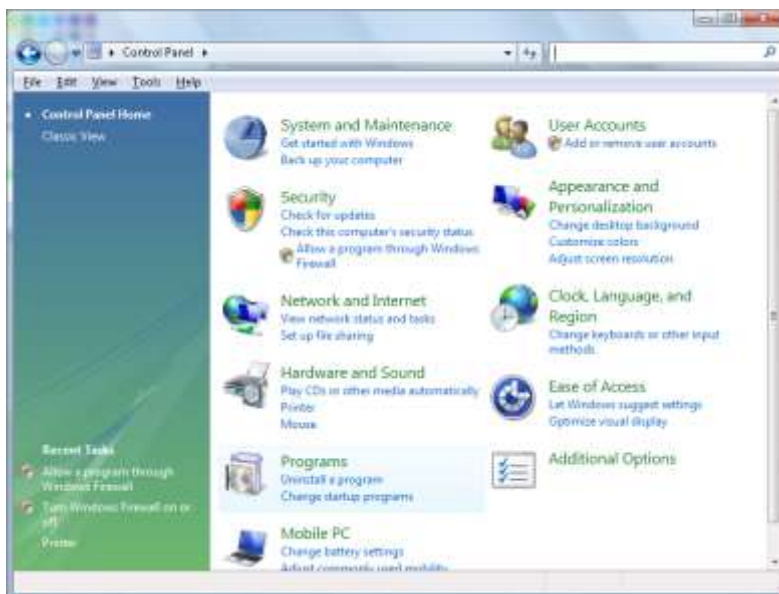 Control Panel
File Edit View Tools Help
Control Panel Home
Classic View
Recent Tasks
Allow a program through
Windows Firewall
Turn Windows Firewall on or
off
Printer
System and Maintenance
Get started with Windows
Back up your computer
Security
Check for updates
Check this computer's security status
Allow a program through Windows
Firewall
Network and Internet
View network status and tasks
Set up file sharing
Hardware and Sound
Play CDs or other media automatically
Printer
Mouse
Programs
Uninstall a program
Change startup programs
Mobile PC
Change battery settings
Adjust commonly used mobility
User Accounts
Add or remove user accounts
Appearance and
Personalization
Change desktop background
Customize colors
Adjust screen resolution
Clock, Language, and
Region
Change keyboards or other input
methods
Ease of Access
Let Windows suggest settings
Optimize visual display
Additional Options